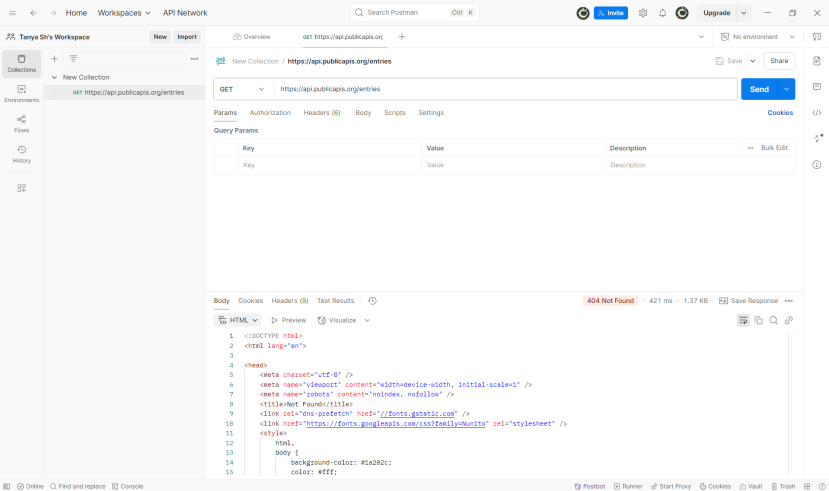 Home Workspaces API Network Search Postman Ctrl K Invite Upgrade
Tanya Sh's Workspace New Import Overview GET https://api.publicapis.org No environment
Collections
New Collection
GET https://api.publicapis.org/entries
Environments
Flows
History
New Collection / https://api.publicapis.org/entries Save Share
GET https://api.publicapis.org/entries Send
Params Authorization Headers (6) Body Scripts Settings Cookies
Query Params
Key Value Description Bulk Edit
Key Value Description
Body Cookies Headers (9) Test Results 404 Not Found 421 ms 1.37 KB Save Response
HTML Preview Visualize
1 <!DOCTYPE html>
2 <html lang="en">
3
4 <head>
5 <meta charset="utf-8" />
6 <meta name="viewport" content="width=device-width, initial-scale=1" />
7 <meta name="robots" content="noindex, nofollow" />
8 <title>Not Found</title>
9 <link rel="dns-prefetch" href="//fonts.gstatic.com" />
10 <link href="https://fonts.googleapis.com/css?family=Nunito" rel="stylesheet" />
11 <style>
12 html,
13 body {
14 background-color: #1a202c;
15 color: #fff;
Online Find and replace Console Postbot Runner Start Proxy Cookies Vault Trash